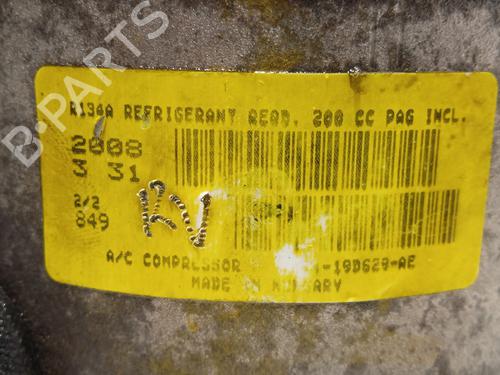 B-PARTS
R134A REFRIGERANT REQD. 200 CC PAG INCL.
2008
3 31
2/2
849
RV
A/C COMPRESSOR -19D629-AE
MADE IN HUNGARY